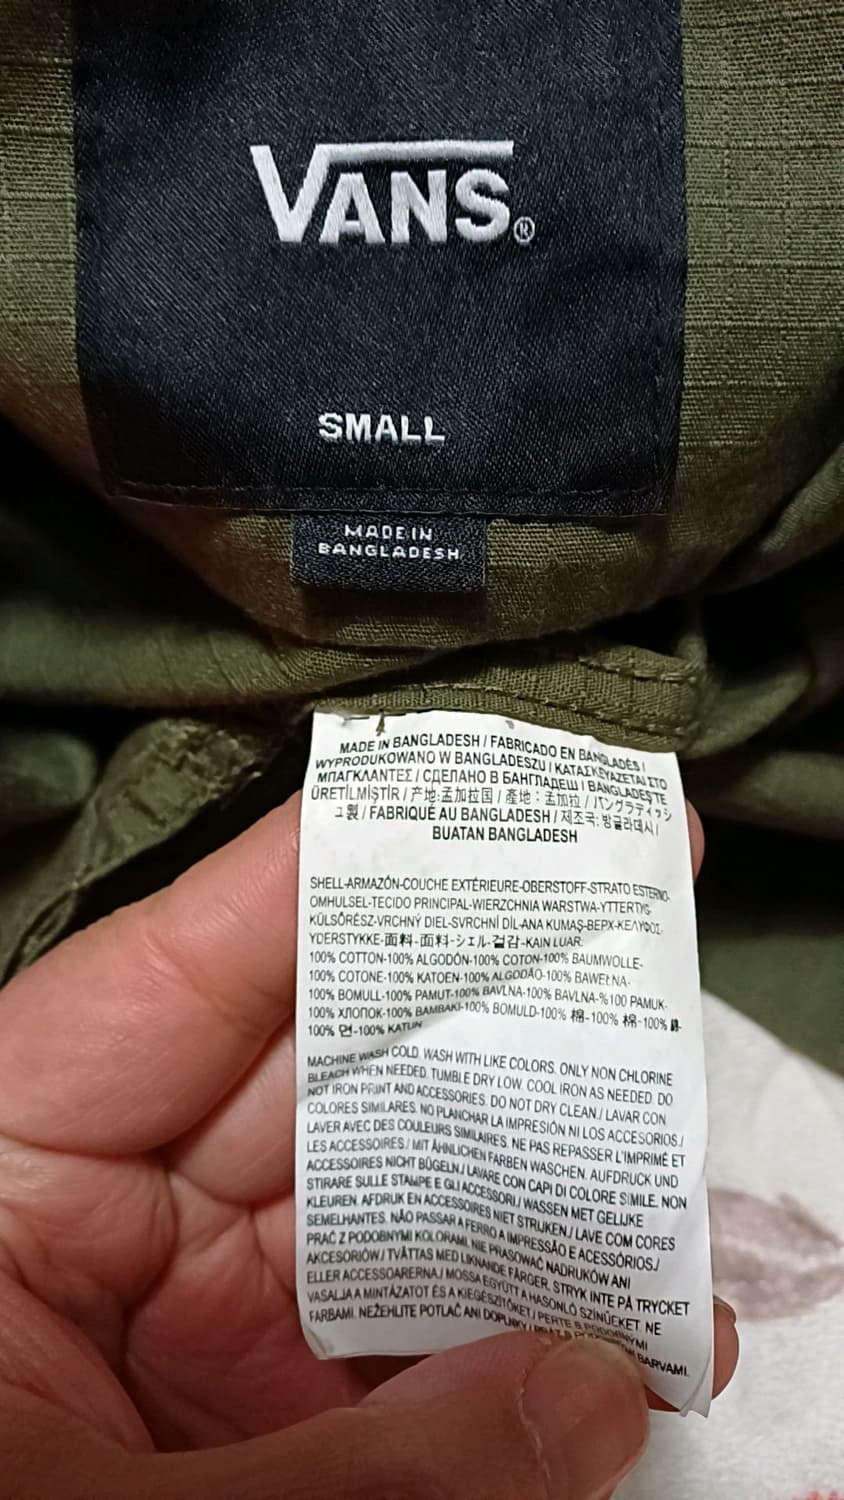 VANS®
SMALL
MADE IN
BANGLADESH
MADE IN BANGLADESH / FABRICADO EN BANGLADÉS /
WYPRODUKOWANO W BANGLADESZU / ΚΑΤΑΣΚΕΥΑΖΕΤΑΙ ΣΤΟ
ΜΠΑΓΚΛΑΝΤΕΣ / СДЕЛАНО В БАНГЛАДЕШ / BANGLADEŞTE
ÜRETİLMİŞTİR / 产地:孟加拉国 / 產地:孟加拉 / バングラディッシ
ュ製 / FABRIQUÉ AU BANGLADESH / 제조국: 방글라데시 /
BUATAN BANGLADESH
SHELL-ARMAZÓN-COUCHE EXTÉRIEURE-OBERSTOFF-STRATO ESTERNO-
OMHULSEL-TECIDO PRINCIPAL-WIERZCHNIA WARSTWA-YTTERTYG-
KÜLSŐRÉSZ-VRCHNÝ DIEL-SVRCHNÍ DÍL-ANA KUMAŞ-ВЕРХ-ΚΕΛΥΦΟΣ-
YDERSTYKKE-面料-面料-シェル-겉감-KAIN LUAR
100% COTTON-100% ALGODÓN-100% COTON-100% BAUMWOLLE-
100% COTONE-100% KATOEN-100% ALGODÃO-100% BAWEŁNA-
100% BOMULL-100% PAMUT-100% BAVLNA-100% BAVLNA-%100 PAMUK-
100% ХЛОПОК-100% ΒΑΜΒΑΚΙ-100% BOMULD-100% 棉-100% 棉-100%
100% 면-100% KATUN
MACHINE WASH COLD. WASH WITH LIKE COLORS. ONLY NON CHLORINE
BLEACH WHEN NEEDED. TUMBLE DRY LOW. COOL IRON AS NEEDED. DO
NOT IRON PRINT AND ACCESSORIES. DO NOT DRY CLEAN./ LAVAR CON
COLORES SIMILARES. NO PLANCHAR LA IMPRESIÓN NI LOS ACCESORIOS./
LAVER AVEC DES COULEURS SIMILAIRES. NE PAS REPASSER L'IMPRIMÉ ET
LES ACCESSOIRES./ MIT ÄHNLICHEN FARBEN WASCHEN. AUFDRUCK UND
ACCESSOIRES NICHT BÜGELN./ LAVARE CON CAPI DI COLORE SIMILE. NON
STIRARE SULLE STAMPE E GLI ACCESSORI./ WASSEN MET GELIJKE
KLEUREN. AFDRUK EN ACCESSOIRES NIET STRIJKEN./ LAVE COM CORES
SEMELHANTES. NÃO PASSAR A FERRO A IMPRESSÃO E ACESSÓRIOS./
PRAĆ Z PODOBNYMI KOLORAMI. NIE PRASOWAĆ NADRUKÓW ANI
AKCESORIÓW./ TVÄTTAS MED LIKNANDE FÄRGER. STRYK INTE PÅ TRYCKET
ELLER ACCESSOARERNA./ MOSSA EGYÜTT A HASONLÓ SZÍNŰEKET. NE
VASALJA A MINTÁZATOT ÉS A KIEGÉSZÍTŐKET./ PERTE S PODOBNÝMI
FARBAMI. NEŽEHLITE POTLAČ ANI DOPLNKY./ PRÁT S PODOBNÝMI BARVAMI.